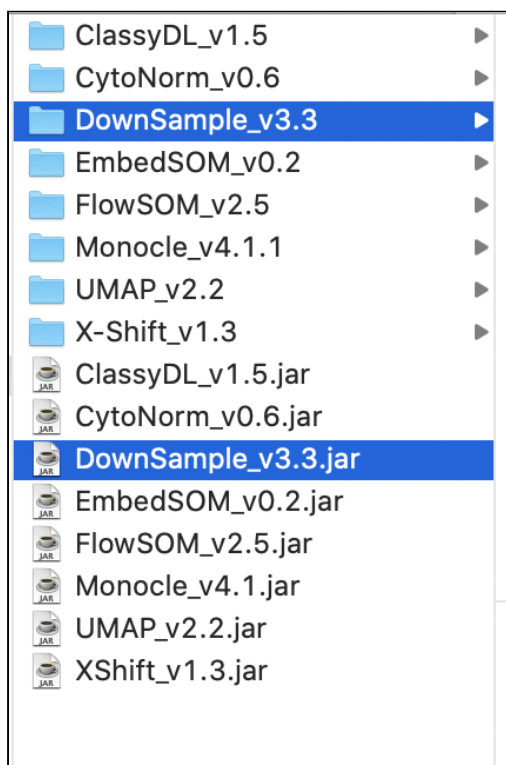 ClassyDL_v1.5
CytoNorm_v0.6
DownSample_v3.3
EmbedSOM_v0.2
FlowSOM_v2.5
Monocle_v4.1.1
UMAP_v2.2
X-Shift_v1.3
ClassyDL_v1.5.jar
CytoNorm_v0.6.jar
DownSample_v3.3.jar
EmbedSOM_v0.2.jar
FlowSOM_v2.5.jar
Monocle_v4.1.jar
UMAP_v2.2.jar
XShift_v1.3.jar